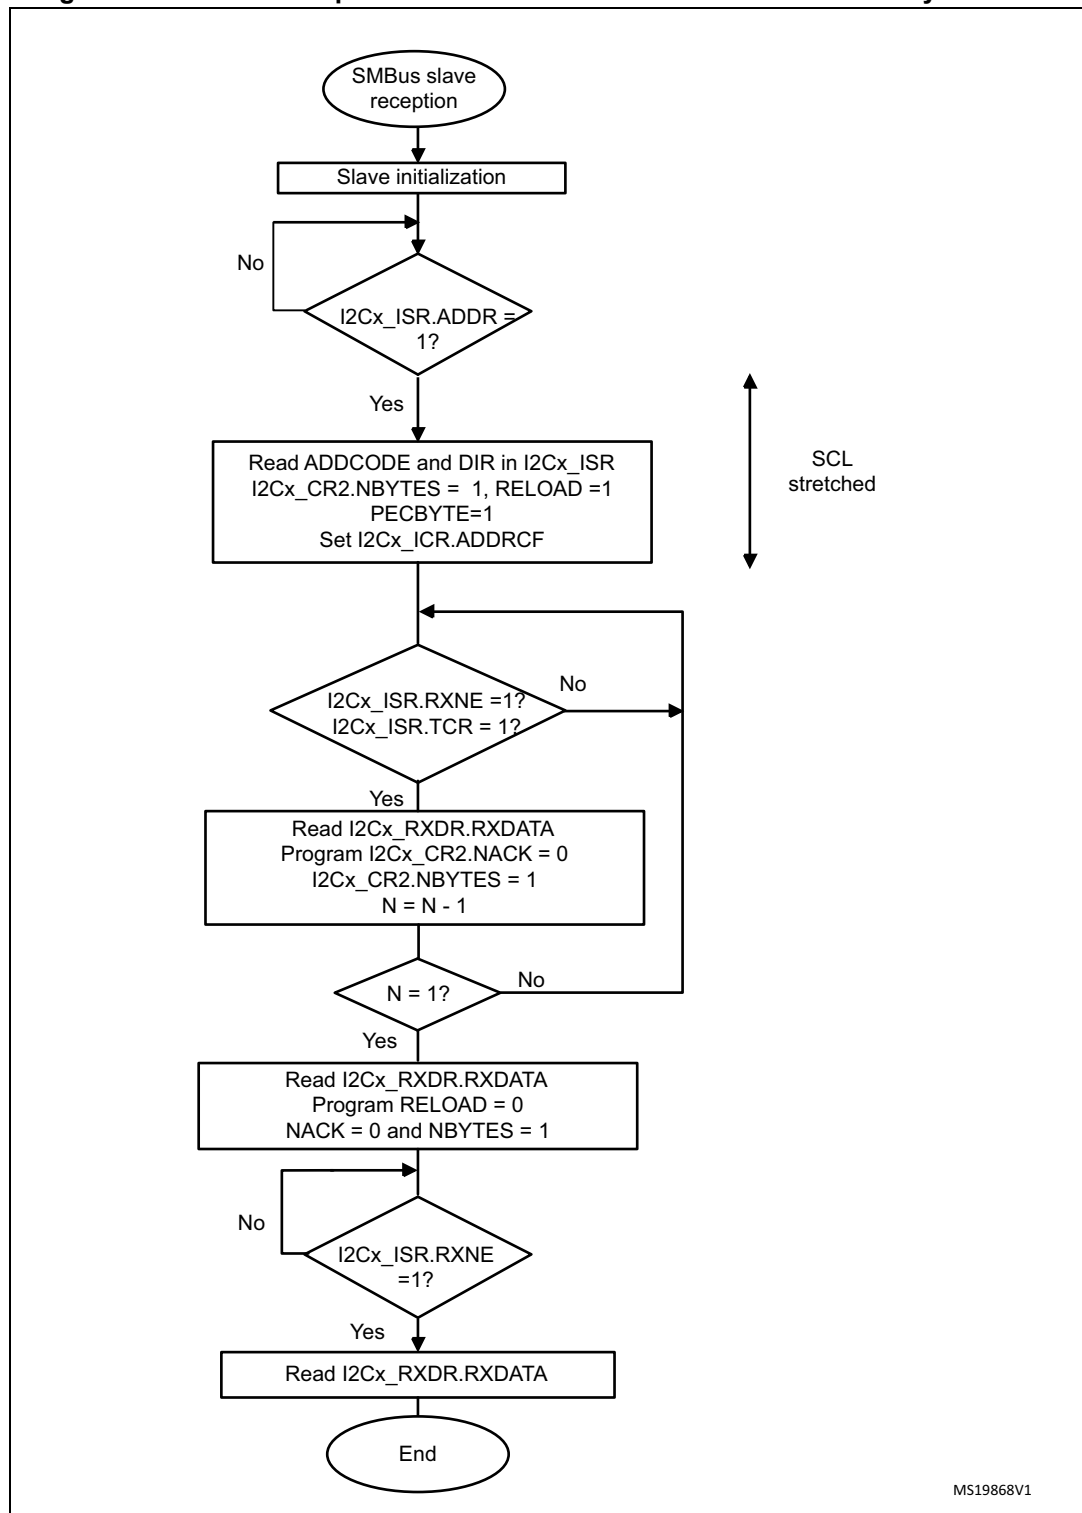 SMBus slave
reception
Slave initialization
No
I2Cx_ISR.ADDR =
1?
Yes
SCL
stretched
Read ADDCODE and DIR in I2Cx_ISR
I2Cx_CR2.NBYTES =  1, RELOAD =1
PECBYTE=1
Set I2Cx_ICR.ADDRCF
No
I2Cx_ISR.RXNE =1?
I2Cx_ISR.TCR = 1?
Yes
Read I2Cx_RXDR.RXDATA
Program I2Cx_CR2.NACK = 0
I2Cx_CR2.NBYTES = 1
N = N - 1
N = 1?
No
Yes
Read I2Cx_RXDR.RXDATA
Program RELOAD = 0
NACK = 0 and NBYTES = 1
No
I2Cx_ISR.RXNE
=1?
Yes
Read I2Cx_RXDR.RXDATA
End
MS19868V1